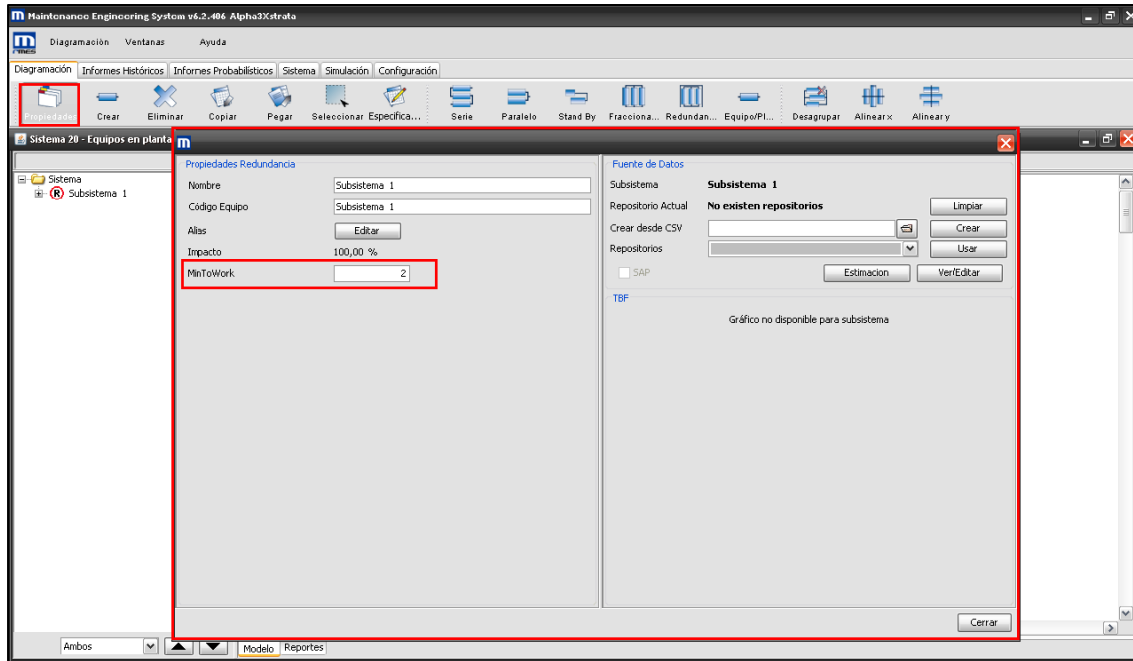 Maintenance Engineering System v6.2.406 Alpha3Xstrata
Diagramación Ventanas Ayuda
Diagramación Informes Históricos Informes Probabilísticos Sistema Simulación Configuración
Propiedades Crear Eliminar Copiar Pegar Seleccionar Especifica... Serie Paralelo Stand By Fracciona... Redundan... Equipo/Pl... Desagrupar Alinear x Alinear y
Sistema 20 - Equipos en planta
Sistema
R Subsistema 1
Propiedades Redundancia
Nombre Subsistema 1
Código Equipo Subsistema 1
Alias Editar
Impacto 100,00 %
MinToWork 2
Fuente de Datos
Subsistema Subsistema 1
Repositorio Actual No existen repositorios Limpiar
Crear desde CSV Crear
Repositorios Usar
SAP Estimacion Ver/Editar
TBF
Gráfico no disponible para subsistema
Cerrar
Ambos Modelo Reportes